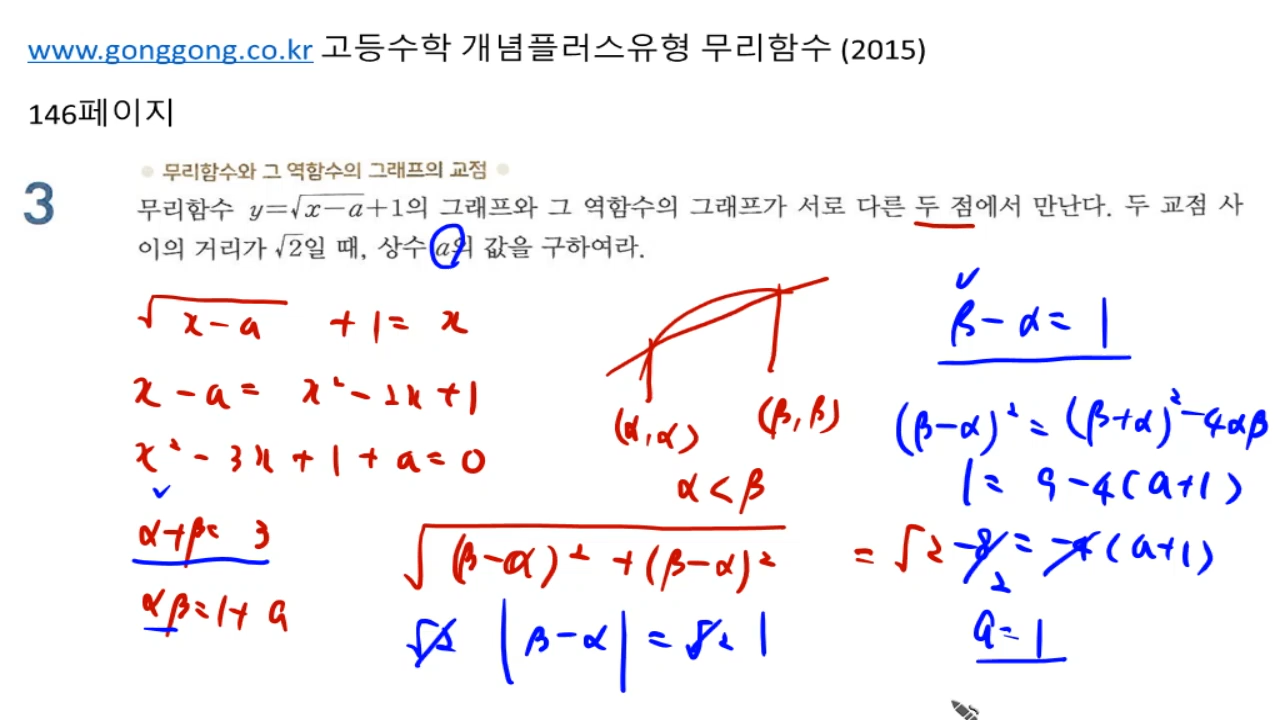 www.gonggong.co.kr 고등수학 개념플러스유형 무리함수 (2015)
146페이지
무리함수와 그 역함수의 그래프의 교점
3
무리함수 y=√x−a+1의 그래프와 그 역함수의 그래프가 서로 다른 두 점에서 만난다. 두 교점 사
이의 거리가 √2일 때, 상수 a의 값을 구하여라.
√x−a +1= x
x−a= x²−2x+1
x²−3x+1+a=0
α+β= 3
αβ=1+a
(α,α)
(β,β)
α<β
√(β−α)²+(β−α)² = √2
√2 |β−α| = √2 1
β−α= 1
(β−α)²=(β+α)²−4αβ
1= 9−4(a+1)
−8=−4(a+1)
2
a=1